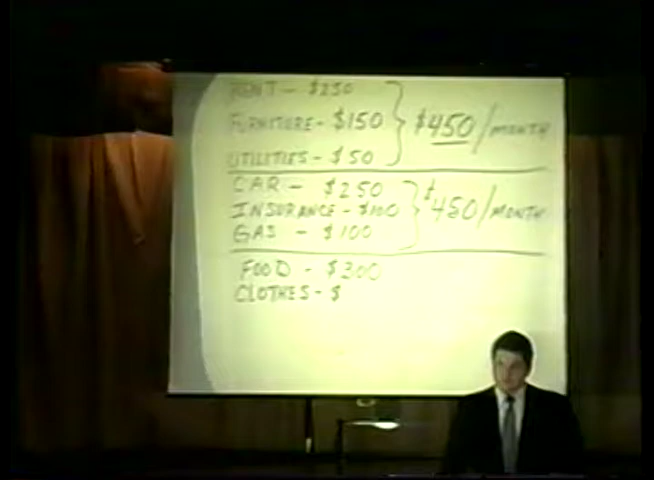 RENT - $250
FURNITURE - $150
$450/MONTH
UTILITIES - $50
CAR - $250
INSURANCE - $100
$450/MONTH
GAS - $100
FOOD - $300
CLOTHES - $